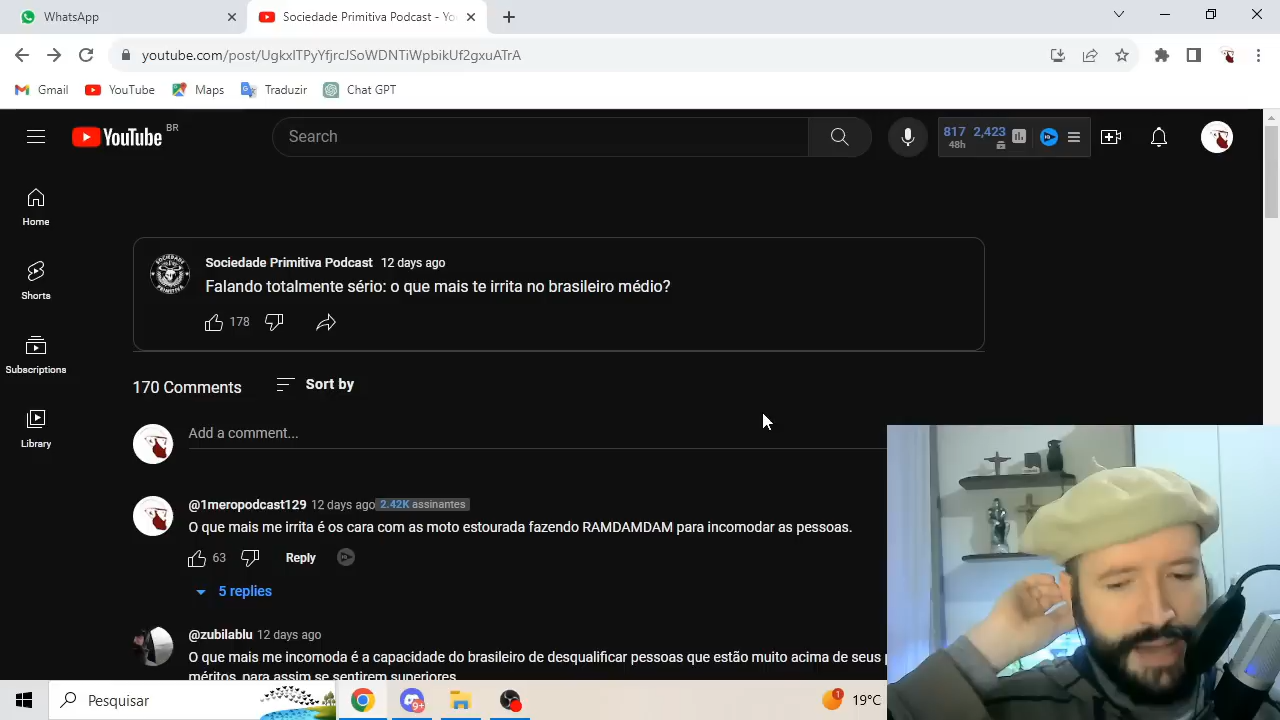 WhatsApp
Sociedade Primitiva Podcast - Yo
youtube.com/post/UgkxlTPyYfjrcJSoWDNTiWpbikUf2gxuATrA
Gmail YouTube Maps Traduzir Chat GPT
YouTube BR
Search
817 2,423
48h
Home
Shorts
Subscriptions
Library
Sociedade Primitiva Podcast 12 days ago
Falando totalmente sério: o que mais te irrita no brasileiro médio?
178
170 Comments Sort by
Add a comment...
@1meropodcast129 12 days ago 2.42K assinantes
O que mais me irrita é os cara com as moto estourada fazendo RAMDAMDAM para incomodar as pessoas.
63 Reply
5 replies
@zubilablu 12 days ago
O que mais me incomoda é a capacidade do brasileiro de desqualificar pessoas que estão muito acima de seus
méritos, para assim se sentirem superiores
Pesquisar
9+
1
19°C